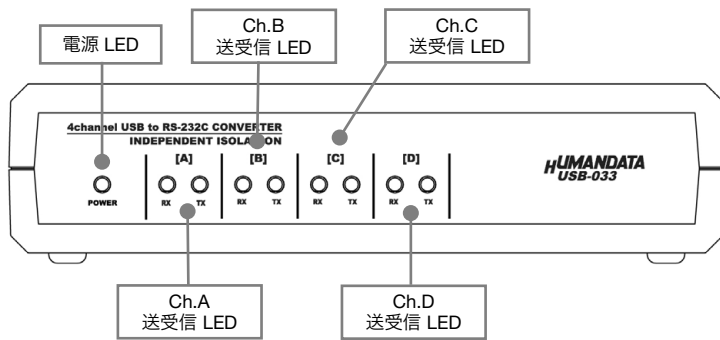 電源 LED
Ch.B
送受信 LED
Ch.C
送受信 LED
4channel USB to RS-232C CONVERTER
INDEPENDENT ISOLATION
[A]
[B]
[C]
[D]
HUMANDATA
USB-033
POWER
RX TX
RX TX
RX TX
RX TX
Ch.A
送受信 LED
Ch.D
送受信 LED